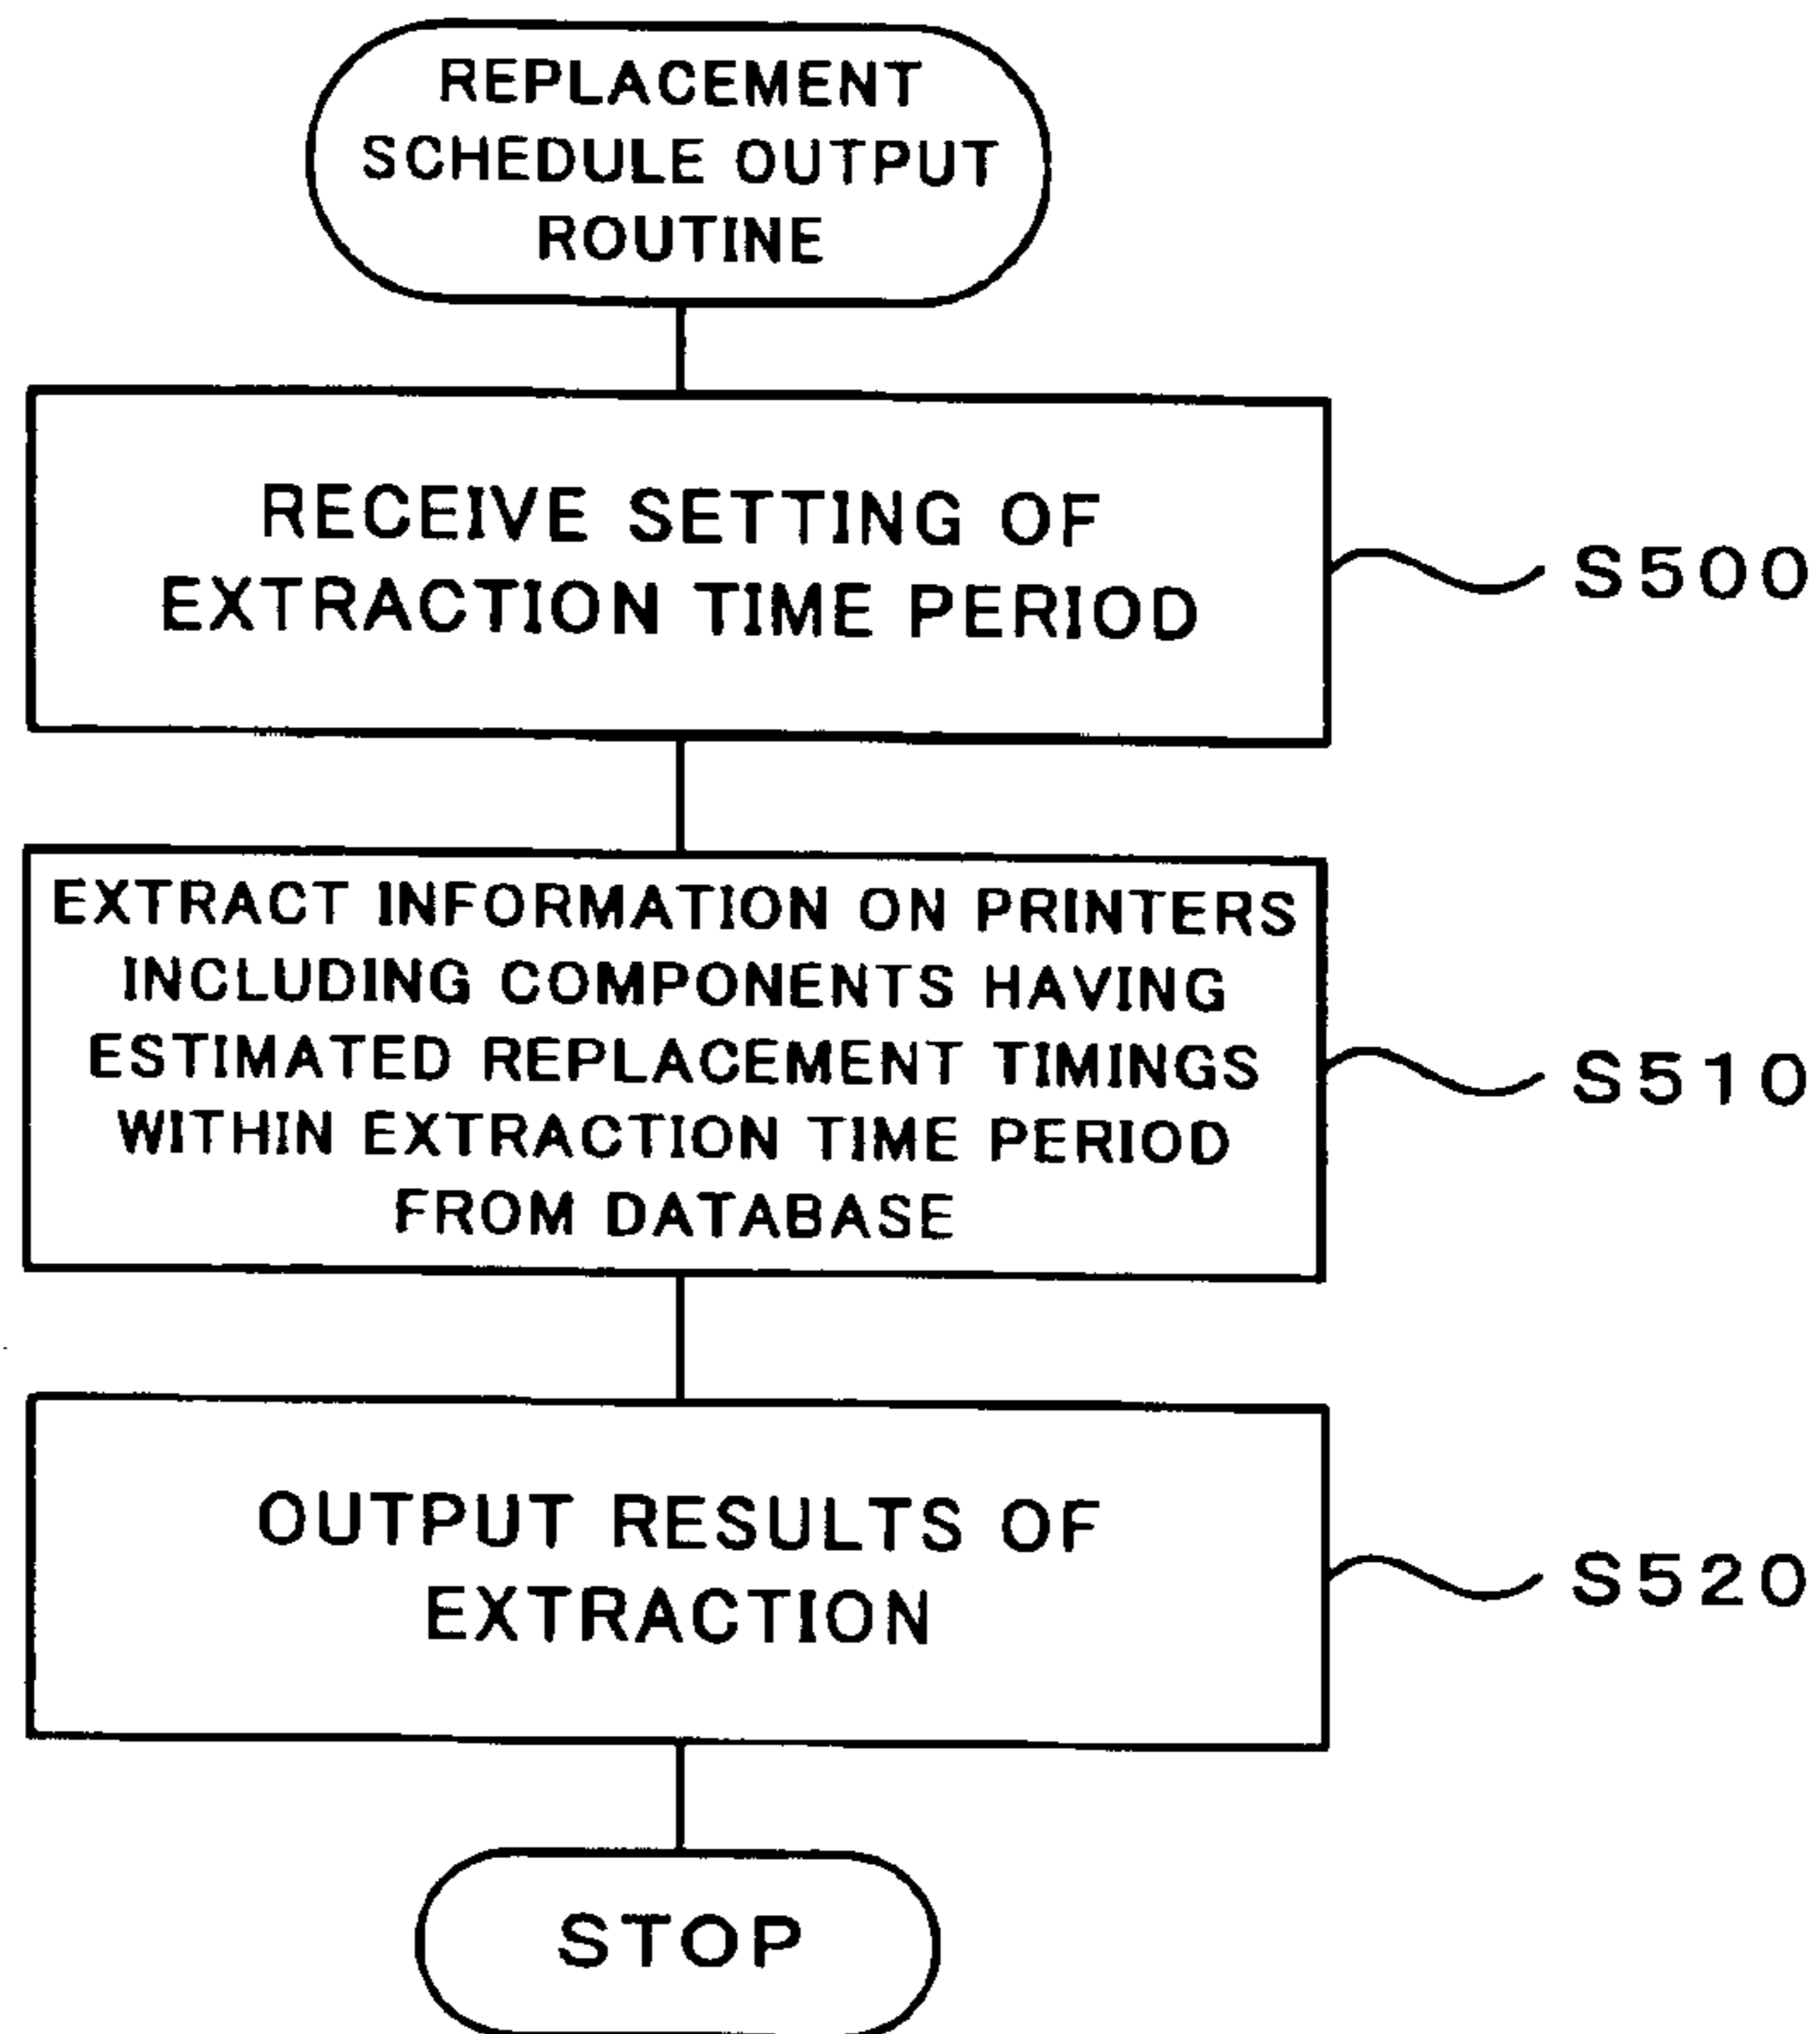 REPLACEMENT
SCHEDULE OUTPUT
ROUTINE
RECEIVE SETTING OF
EXTRACTION TIME PERIOD
S500
EXTRACT INFORMATION ON PRINTERS
INCLUDING COMPONENTS HAVING
ESTIMATED REPLACEMENT TIMINGS
WITHIN EXTRACTION TIME PERIOD
FROM DATABASE
S510
OUTPUT RESULTS OF
EXTRACTION
S520
STOP